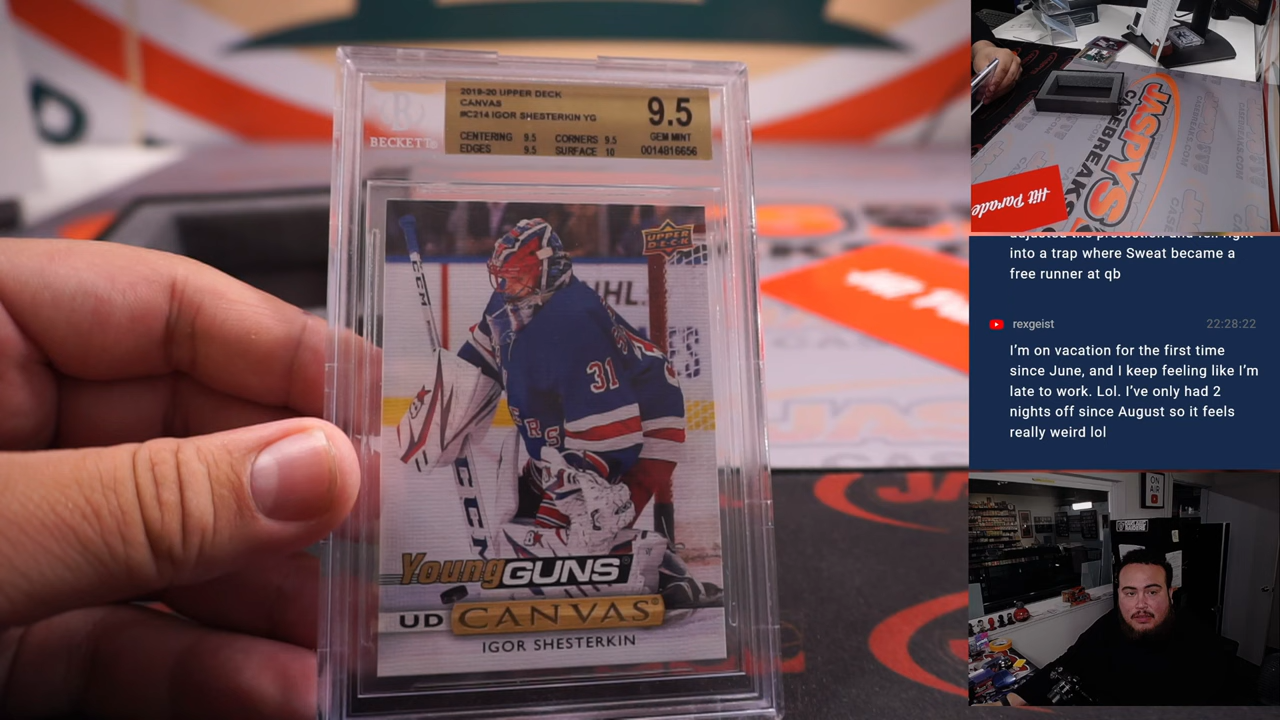 2019-20 UPPER DECK
CANVAS
#C214 IGOR SHESTERKIN YG
CENTERING 9.5 CORNERS 9.5
EDGES 9.5 SURFACE 10
9.5
GEM MINT
0014816656
BECKETT
UPPER
DECK
CCM
NHL
31
ERS
CCM
Young GUNS
UD CANVAS
IGOR SHESTERKIN
JASPYS
CASEBREAKS
Hit Parade
into a trap where Sweat became a
free runner at qb
rexgeist 22:28:22
I'm on vacation for the first time
since June, and I keep feeling like I'm
late to work. Lol. I've only had 2
nights off since August so it feels
really weird lol
ON
AIR